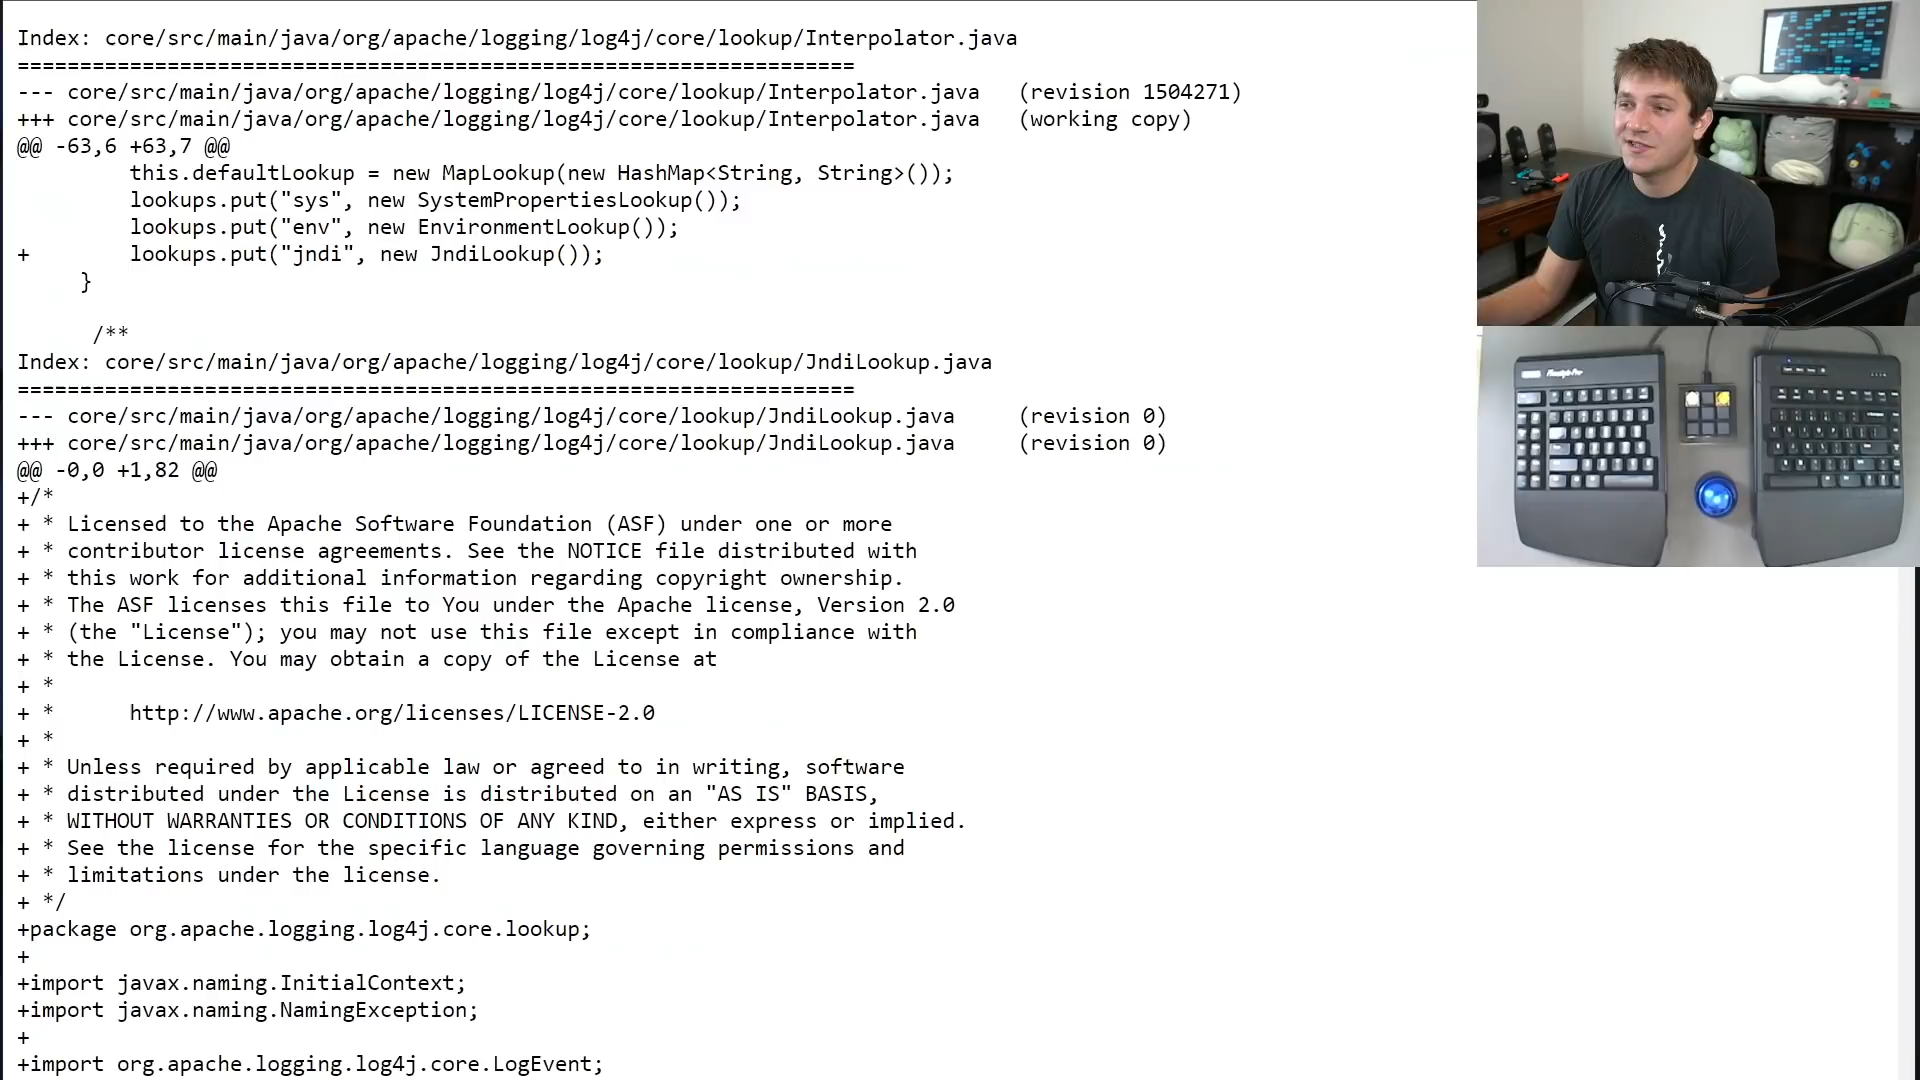 Index: core/src/main/java/org/apache/logging/log4j/core/lookup/Interpolator.java
===================================================================
--- core/src/main/java/org/apache/logging/log4j/core/lookup/Interpolator.java	(revision 1504271)
+++ core/src/main/java/org/apache/logging/log4j/core/lookup/Interpolator.java	(working copy)
@@ -63,6 +63,7 @@
         this.defaultLookup = new MapLookup(new HashMap<String, String>());
         lookups.put("sys", new SystemPropertiesLookup());
         lookups.put("env", new EnvironmentLookup());
+        lookups.put("jndi", new JndiLookup());
     }
      /**
Index: core/src/main/java/org/apache/logging/log4j/core/lookup/JndiLookup.java
===================================================================
--- core/src/main/java/org/apache/logging/log4j/core/lookup/JndiLookup.java	(revision 0)
+++ core/src/main/java/org/apache/logging/log4j/core/lookup/JndiLookup.java	(revision 0)
@@ -0,0 +1,82 @@
+/*
+ * Licensed to the Apache Software Foundation (ASF) under one or more
+ * contributor license agreements. See the NOTICE file distributed with
+ * this work for additional information regarding copyright ownership.
+ * The ASF licenses this file to You under the Apache license, Version 2.0
+ * (the "License"); you may not use this file except in compliance with
+ * the License. You may obtain a copy of the License at
+ *
+ *      http://www.apache.org/licenses/LICENSE-2.0
+ *
+ * Unless required by applicable law or agreed to in writing, software
+ * distributed under the License is distributed on an "AS IS" BASIS,
+ * WITHOUT WARRANTIES OR CONDITIONS OF ANY KIND, either express or implied.
+ * See the license for the specific language governing permissions and
+ * limitations under the license.
+ */
+package org.apache.logging.log4j.core.lookup;
+
+import javax.naming.InitialContext;
+import javax.naming.NamingException;
+
+import org.apache.logging.log4j.core.LogEvent;